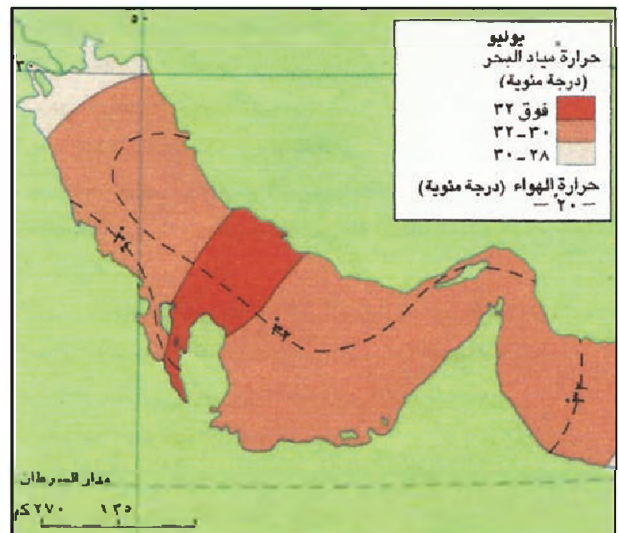 ٥٠
٣٠
يوليو
حرارة مياه البحر
(درجة مئوية)
فوق ٣٢
٣٠ – ٣٢
٢٨ – ٣٠
حرارة الهواء (درجة مئوية)
– ٢٠ –
٣٢
مدار السرطان
١٣٥ ٢٧٠ كم